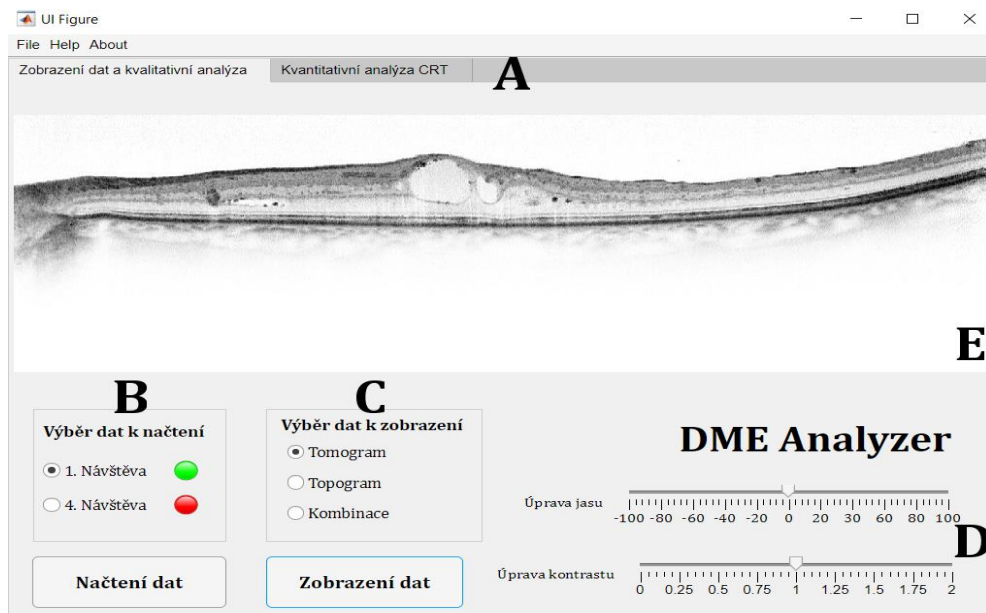 UI Figure
File Help About
Zobrazení dat a kvalitativní analýza
Kvantitativní analýza CRT
A
E
B
C
Výběr dat k načtení
1. Návštěva
4. Návštěva
Načtení dat
Výběr dat k zobrazení
Tomogram
Topogram
Kombinace
Zobrazení dat
DME Analyzer
Úprava jasu
-100 -80 -60 -40 -20 0 20 30 60 80 100
D
Úprava kontrastu
0 0.25 0.5 0.75 1 1.25 1.5 1.75 2